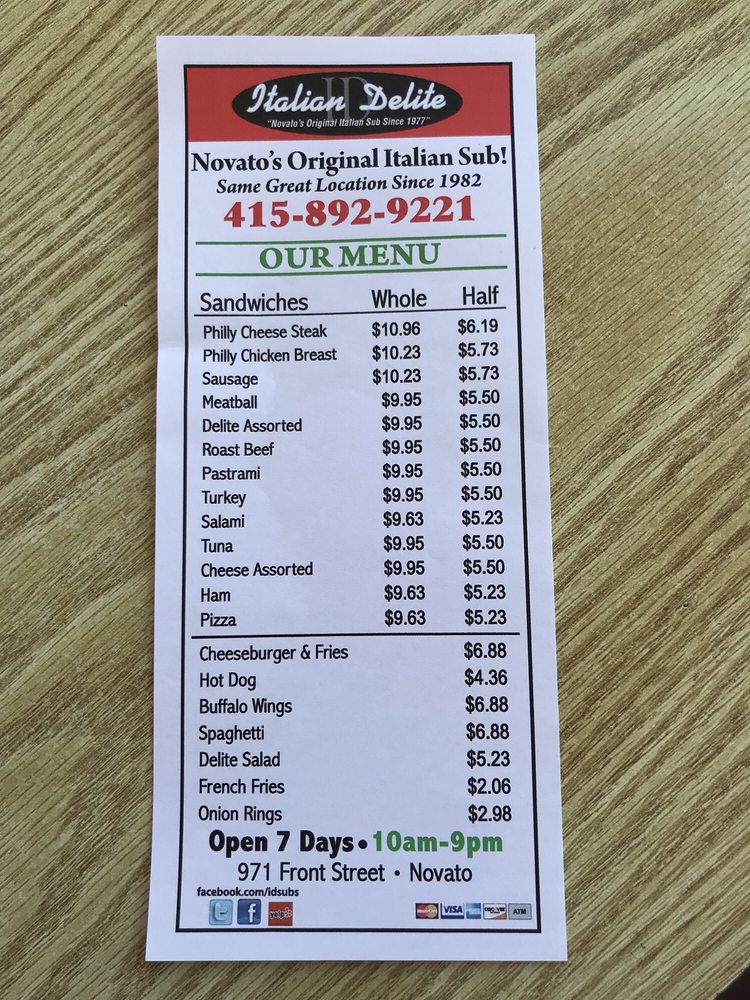 Italian Delite
"Novato's Original Italian Sub Since 1977"
Novato's Original Italian Sub!
Same Great Location Since 1982
415-892-9221
OUR MENU
Sandwiches Whole Half
Philly Cheese Steak $10.96 $6.19
Philly Chicken Breast $10.23 $5.73
Sausage $10.23 $5.73
Meatball $9.95 $5.50
Delite Assorted $9.95 $5.50
Roast Beef $9.95 $5.50
Pastrami $9.95 $5.50
Turkey $9.95 $5.50
Salami $9.63 $5.23
Tuna $9.95 $5.50
Cheese Assorted $9.95 $5.50
Ham $9.63 $5.23
Pizza $9.63 $5.23
Cheeseburger & Fries $6.88
Hot Dog $4.36
Buffalo Wings $6.88
Spaghetti $6.88
Delite Salad $5.23
French Fries $2.06
Onion Rings $2.98
Open 7 Days • 10am-9pm
971 Front Street • Novato
facebook.com/idsubs
t f yelp MasterCard VISA DISCOVER ATM